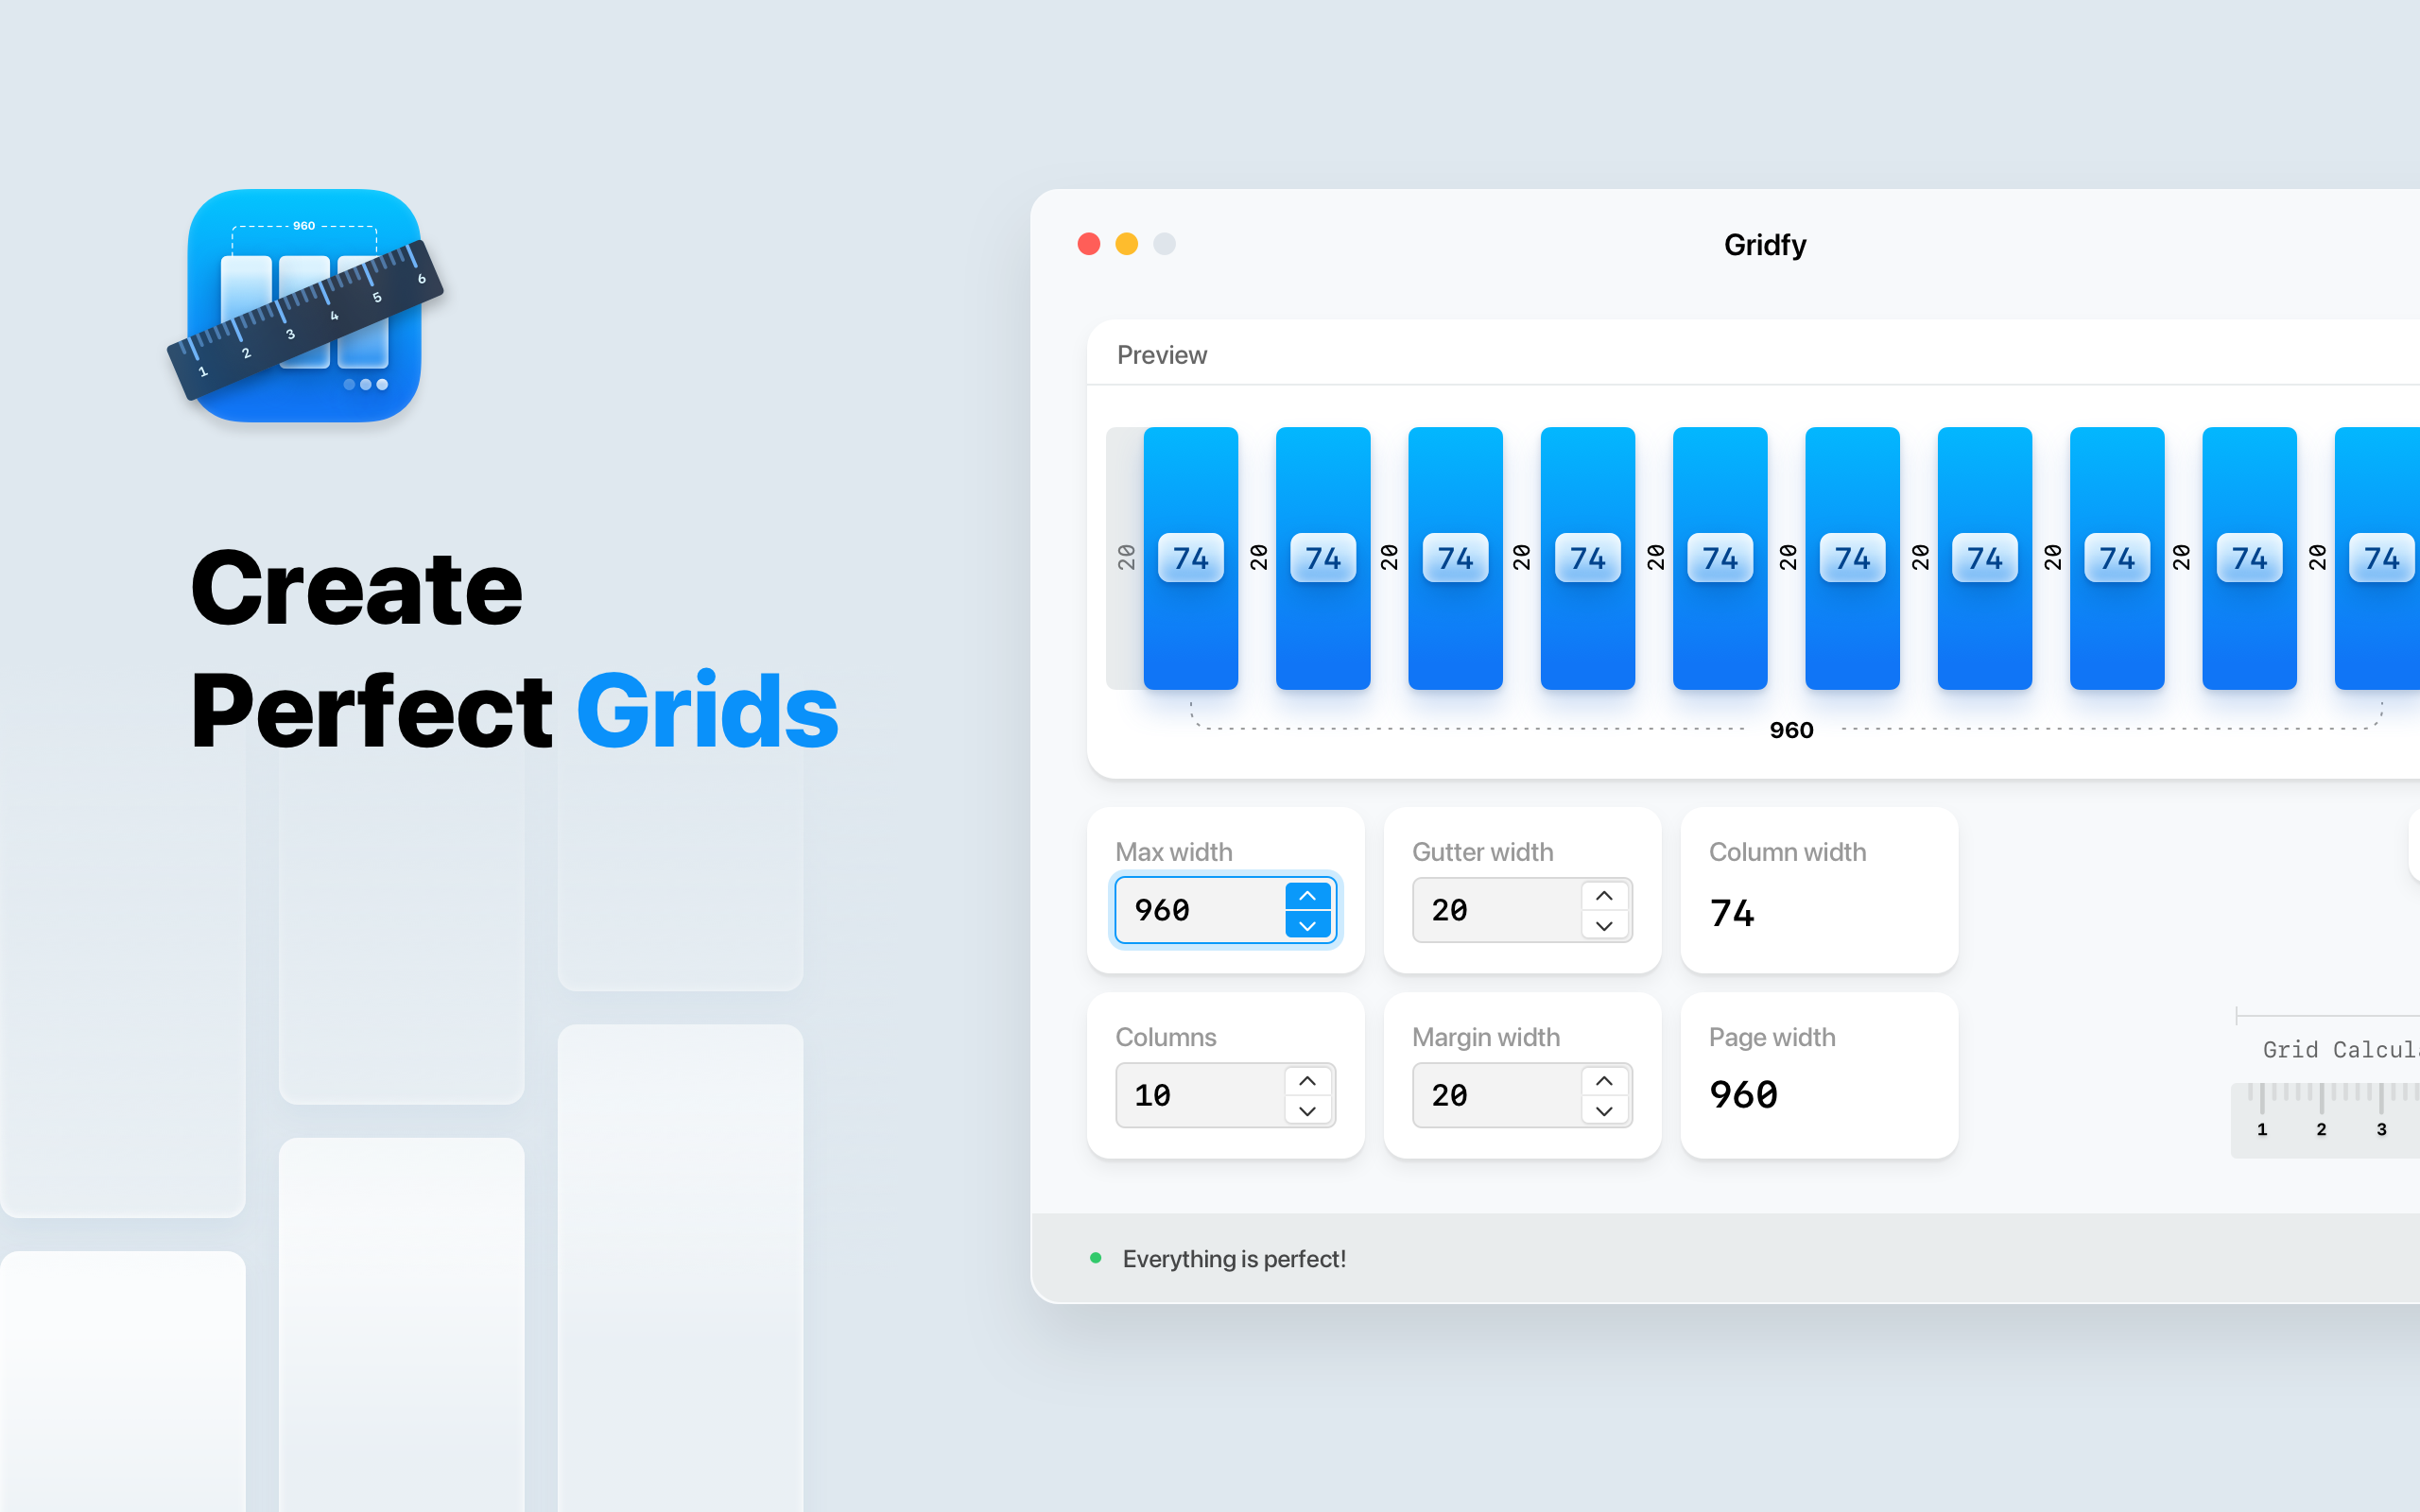 960
1 2 3 4 5 6
Create
Perfect Grids
Gridfy
Preview
20 74 20 74 20 74 20 74 20 74 20 74 20 74 20 74 20 74 20 74
960
Max width
960
Gutter width
20
Column width
74
Columns
10
Margin width
20
Page width
960
Grid Calcul
1 2 3
Everything is perfect!